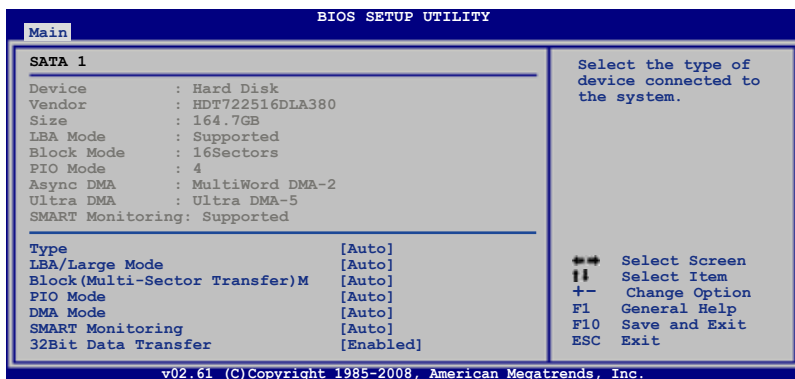 BIOS SETUP UTILITY
Main
SATA 1
Device : Hard Disk
Vendor : HDT722516DLA380
Size : 164.7GB
LBA Mode : Supported
Block Mode : 16Sectors
PIO Mode : 4
Async DMA : MultiWord DMA-2
Ultra DMA : Ultra DMA-5
SMART Monitoring: Supported
Type [Auto]
LBA/Large Mode [Auto]
Block(Multi-Sector Transfer)M [Auto]
PIO Mode [Auto]
DMA Mode [Auto]
SMART Monitoring [Auto]
32Bit Data Transfer [Enabled]
Select the type of
device connected to
the system.
←→ Select Screen
↑↓ Select Item
+- Change Option
F1 General Help
F10 Save and Exit
ESC Exit
v02.61 (C)Copyright 1985-2008, American Megatrends, Inc.